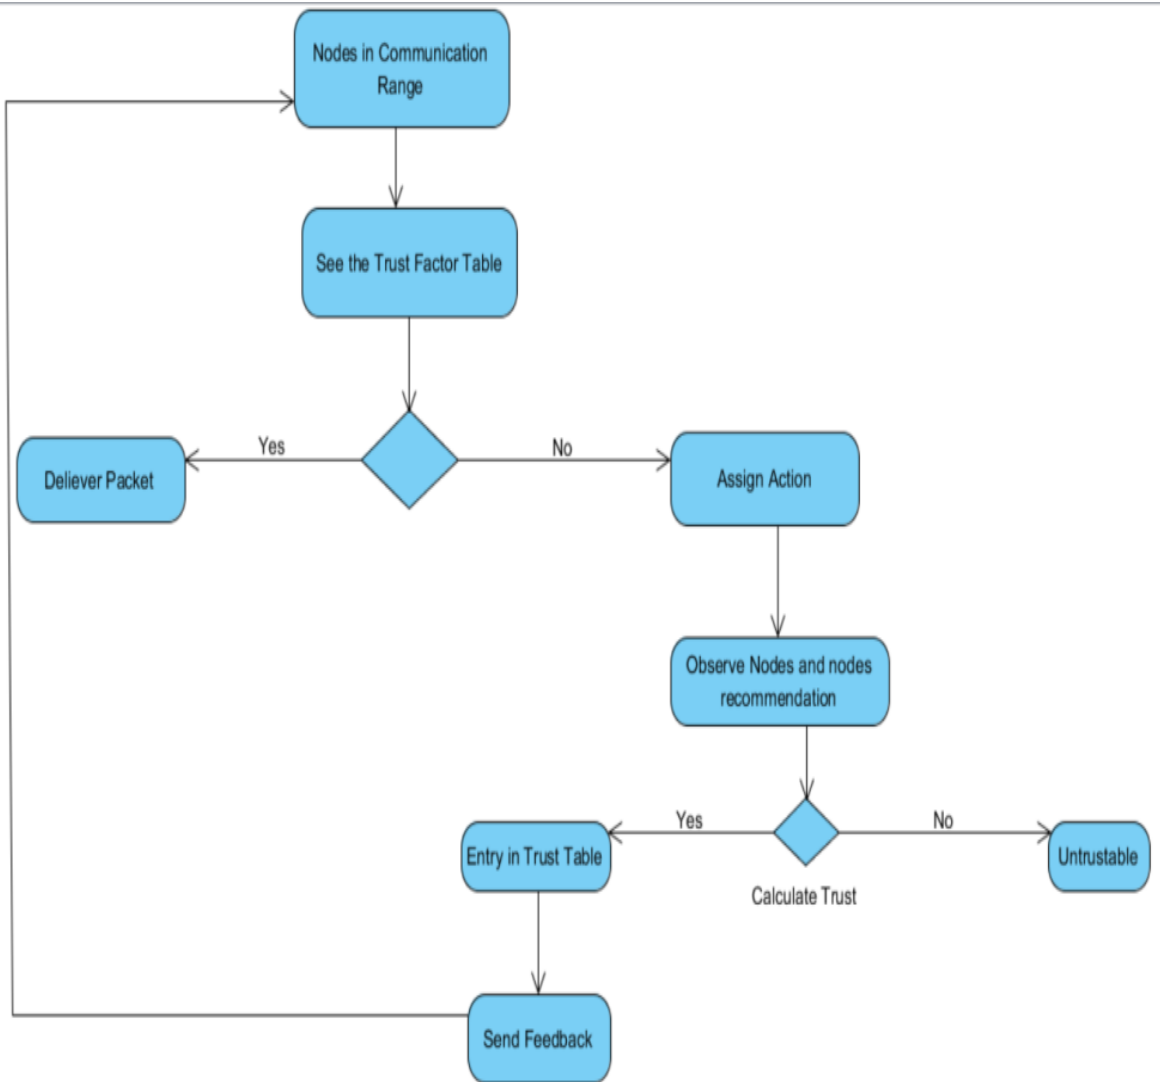 Nodes in Communication
Range
See the Trust Factor Table
Yes
No
Deliever Packet
Assign Action
Observe Nodes and nodes
recommendation
Yes
No
Entry in Trust Table
Untrustable
Calculate Trust
Send Feedback